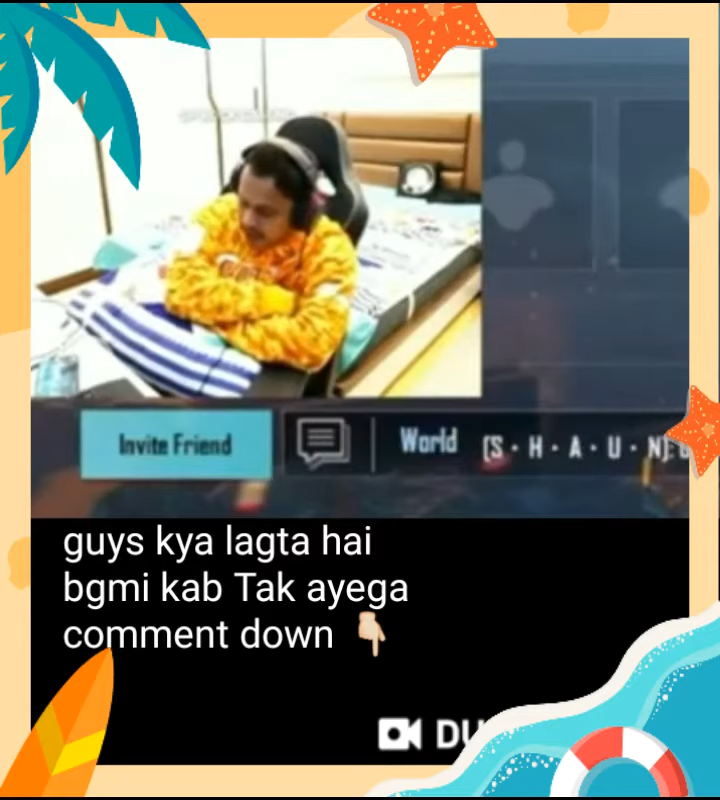 Invite Friend
World [S · H · A · U · N]:
guys kya lagta hai
bgmi kab Tak ayega
comment down 👇🏻